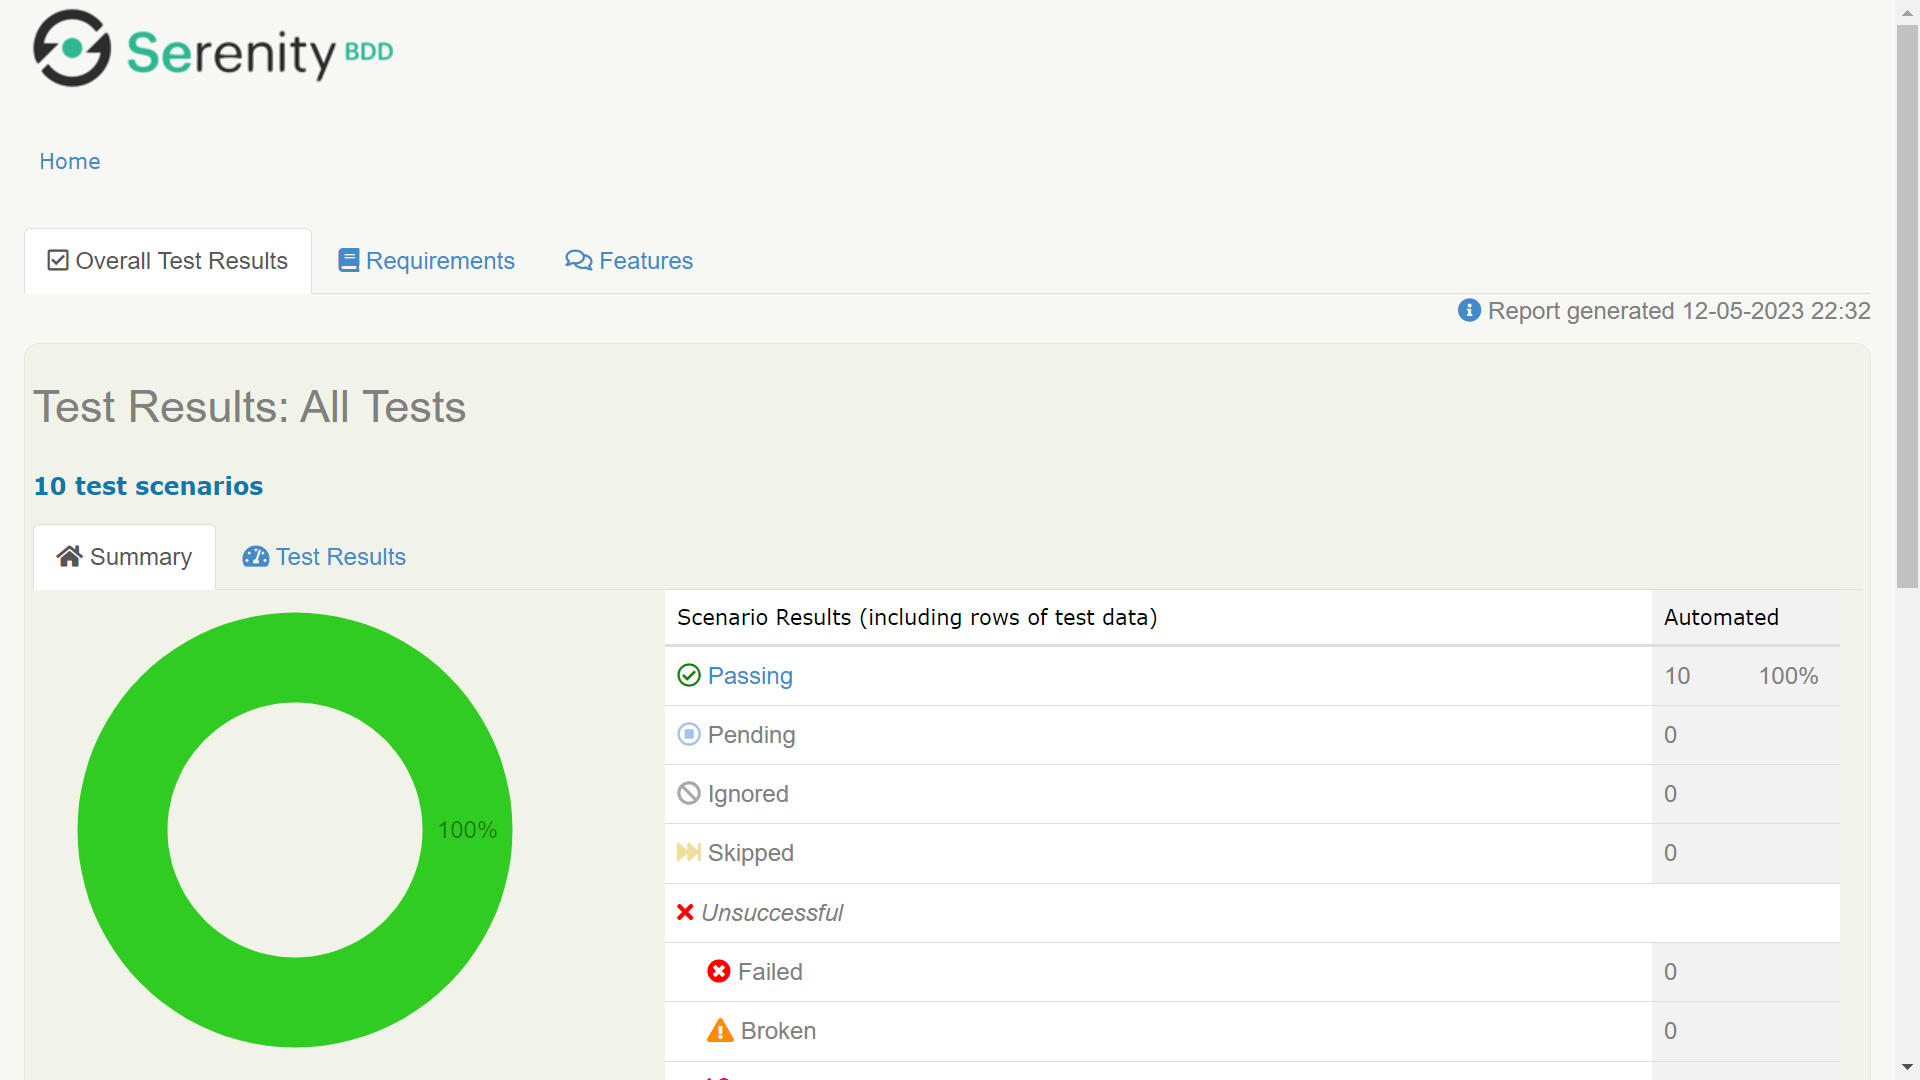 Serenity BDD
Home
Overall Test Results Requirements Features
Report generated 12-05-2023 22:32
Test Results: All Tests
10 test scenarios
Summary Test Results
Scenario Results (including rows of test data) Automated
Passing 10 100%
Pending 0
Ignored 0
Skipped 0
Unsuccessful
Failed 0
Broken 0
100%